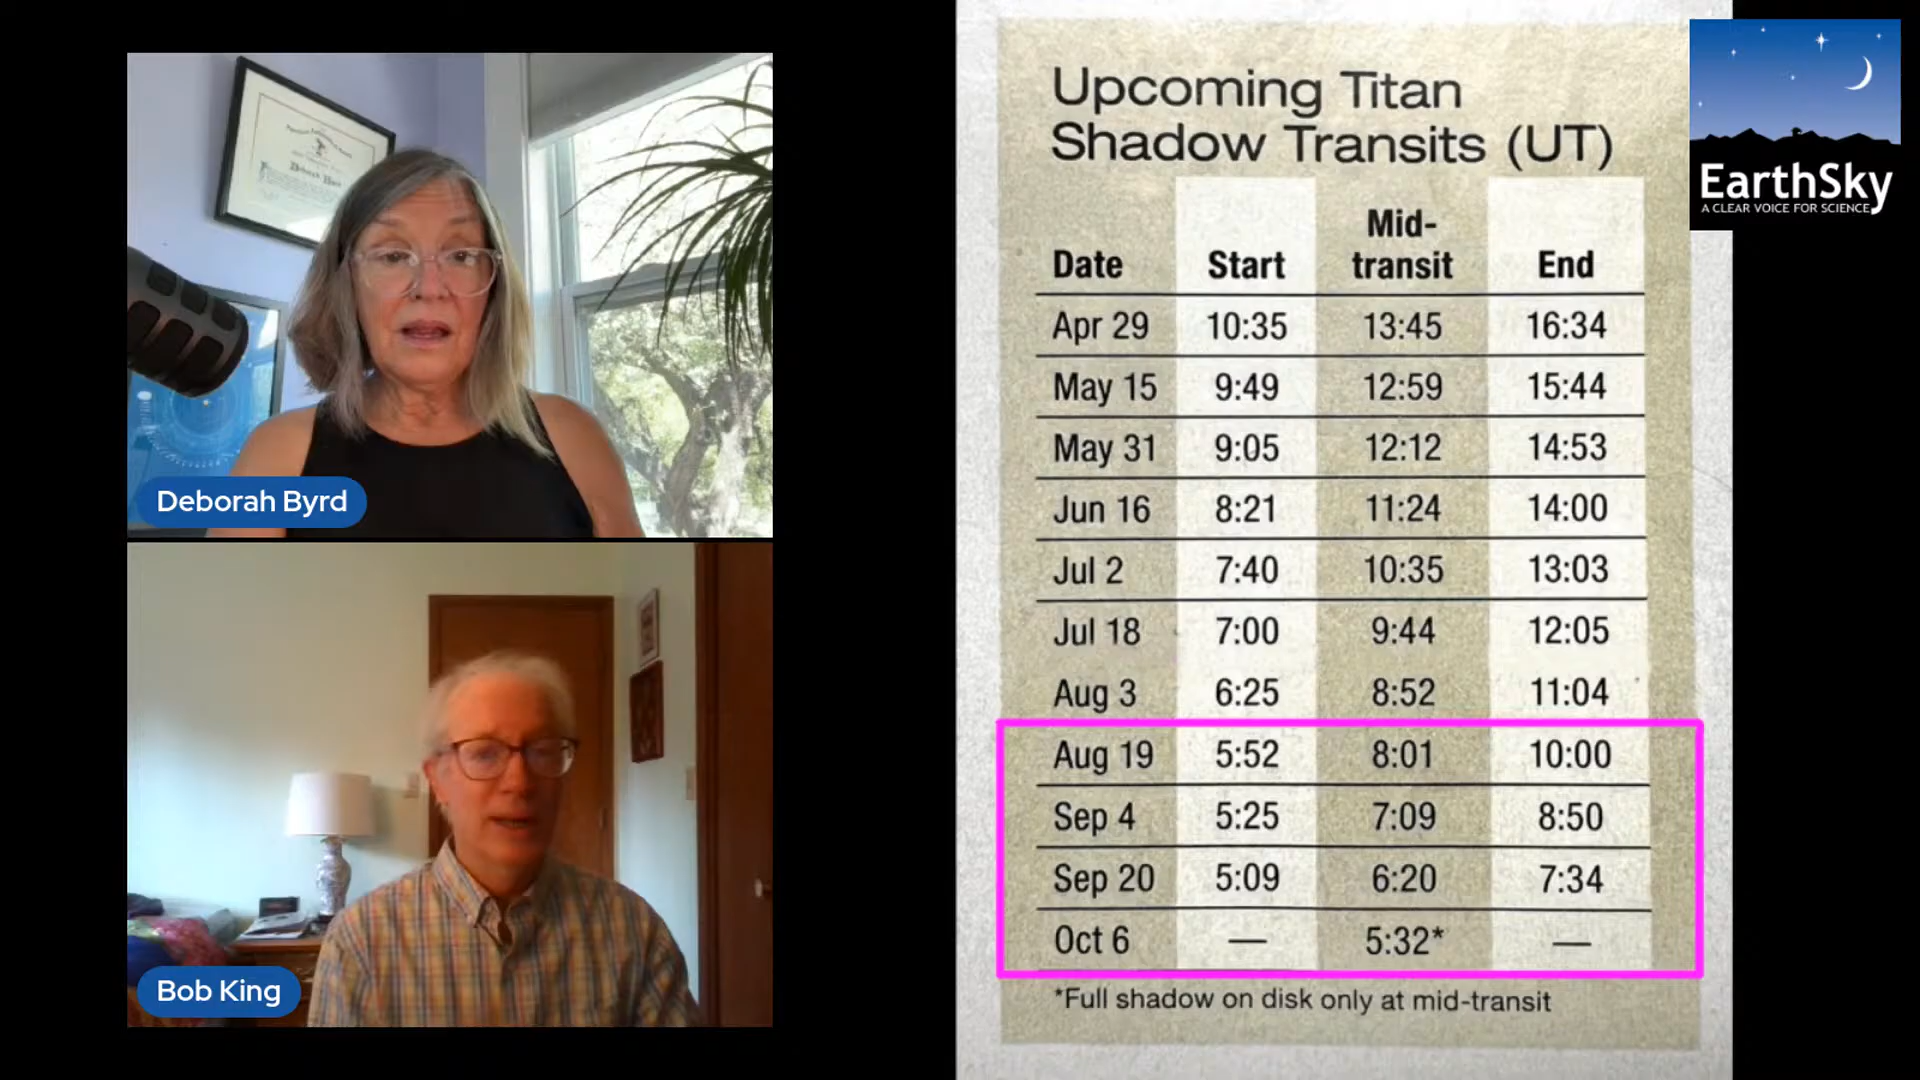 Deborah Byrd
Bob King
Upcoming Titan
Shadow Transits (UT)
Date Start Mid-transit End
Apr 29 10:35 13:45 16:34
May 15 9:49 12:59 15:44
May 31 9:05 12:12 14:53
Jun 16 8:21 11:24 14:00
Jul 2 7:40 10:35 13:03
Jul 18 7:00 9:44 12:05
Aug 3 6:25 8:52 11:04
Aug 19 5:52 8:01 10:00
Sep 4 5:25 7:09 8:50
Sep 20 5:09 6:20 7:34
Oct 6 — 5:32* —
*Full shadow on disk only at mid-transit
EarthSky
A CLEAR VOICE FOR SCIENCE